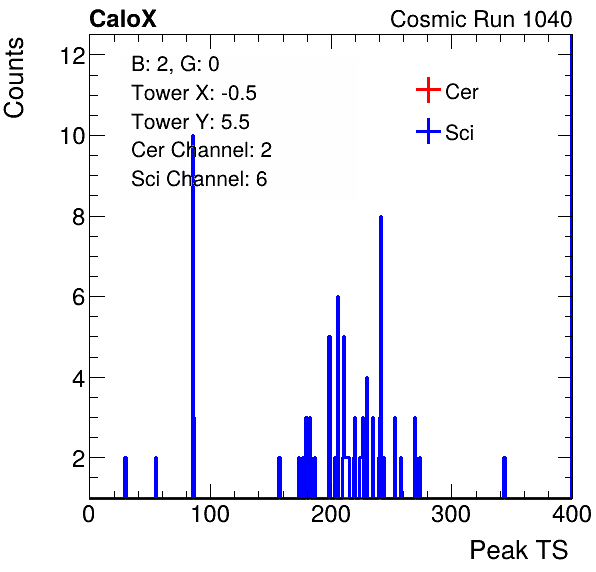 CaloX Cosmic Run 1040
Counts
12
10
8
6
4
2
B: 2, G: 0
Tower X: -0.5
Tower Y: 5.5
Cer Channel: 2
Sci Channel: 6
Cer
Sci
0 100 200 300 400
Peak TS